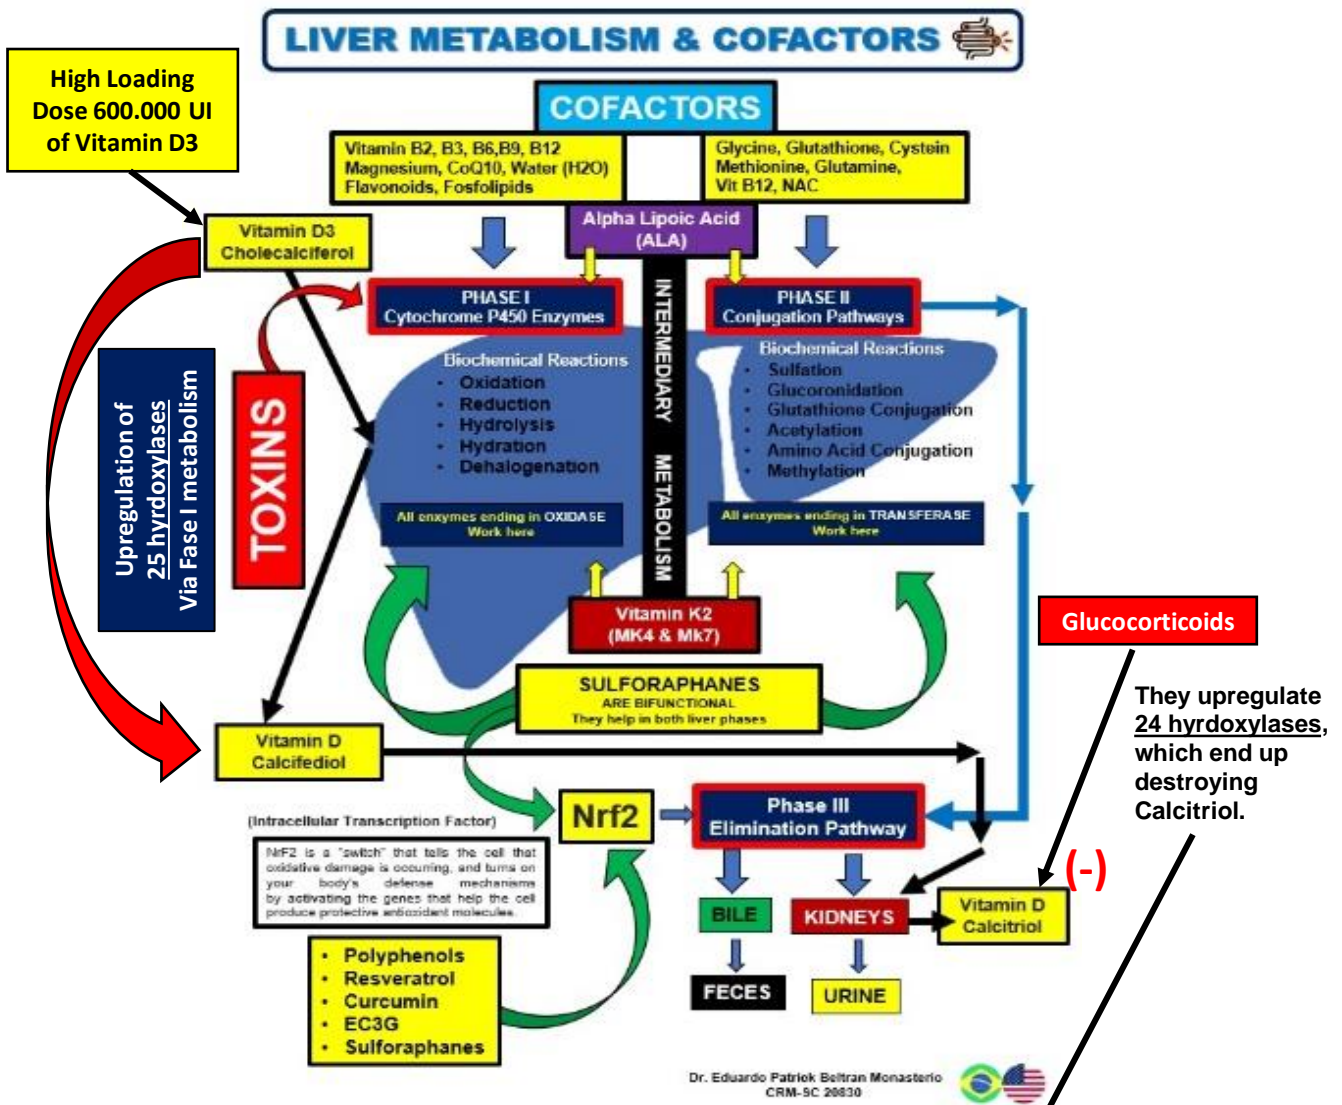 LIVER METABOLISM & COFACTORS
High Loading
Dose 600.000 UI
of Vitamin D3
COFACTORS
Vitamin B2, B3, B6,B9, B12
Magnesium, CoQ10, Water (H2O)
Flavonoids, Fosfolipids
Glycine, Glutathione, Cystein
Methionine, Glutamine,
Vit B12, NAC
Alpha Lipoic Acid
(ALA)
Vitamin D3
Cholecalciferol
PHASE I
Cytochrome P450 Enzymes
PHASE II
Conjugation Pathways
INTERMEDIARY METABOLISM
Biochemical Reactions
• Oxidation
• Reduction
• Hydrolysis
• Hydration
• Dehalogenation
Biochemical Reactions
• Sulfation
• Glucoronidation
• Glutathione Conjugation
• Acetylation
• Amino Acid Conjugation
• Methylation
Upregulation of
25 hyrdoxylases
Via Fase I metabolism
TOXINS
All enzymes ending in OXIDASE
Work here
All enzymes ending in TRANSFERASE
Work here
Vitamin K2
(MK4 & Mk7)
Glucocorticoids
SULFORAPHANES
ARE BIFUNCTIONAL
They help in both liver phases
They upregulate
24 hyrdoxylases,
which end up
destroying
Calcitriol.
Vitamin D
Calcifediol
(Intracellular Transcription Factor)
Nrf2
Phase III
Elimination Pathway
NrF2 is a "switch" that tells the cell that
oxidative damage is occurring, and turns on
your body's defense mechanisms
by activating the genes that help the cell
produce protective antioxidant molecules.
(-)
BILE
KIDNEYS
Vitamin D
Calcitriol
• Polyphenols
• Resveratrol
• Curcumin
• EC3G
• Sulforaphanes
FECES
URINE
Dr. Eduardo Patrick Beltran Monasterio
CRM-SC 20830